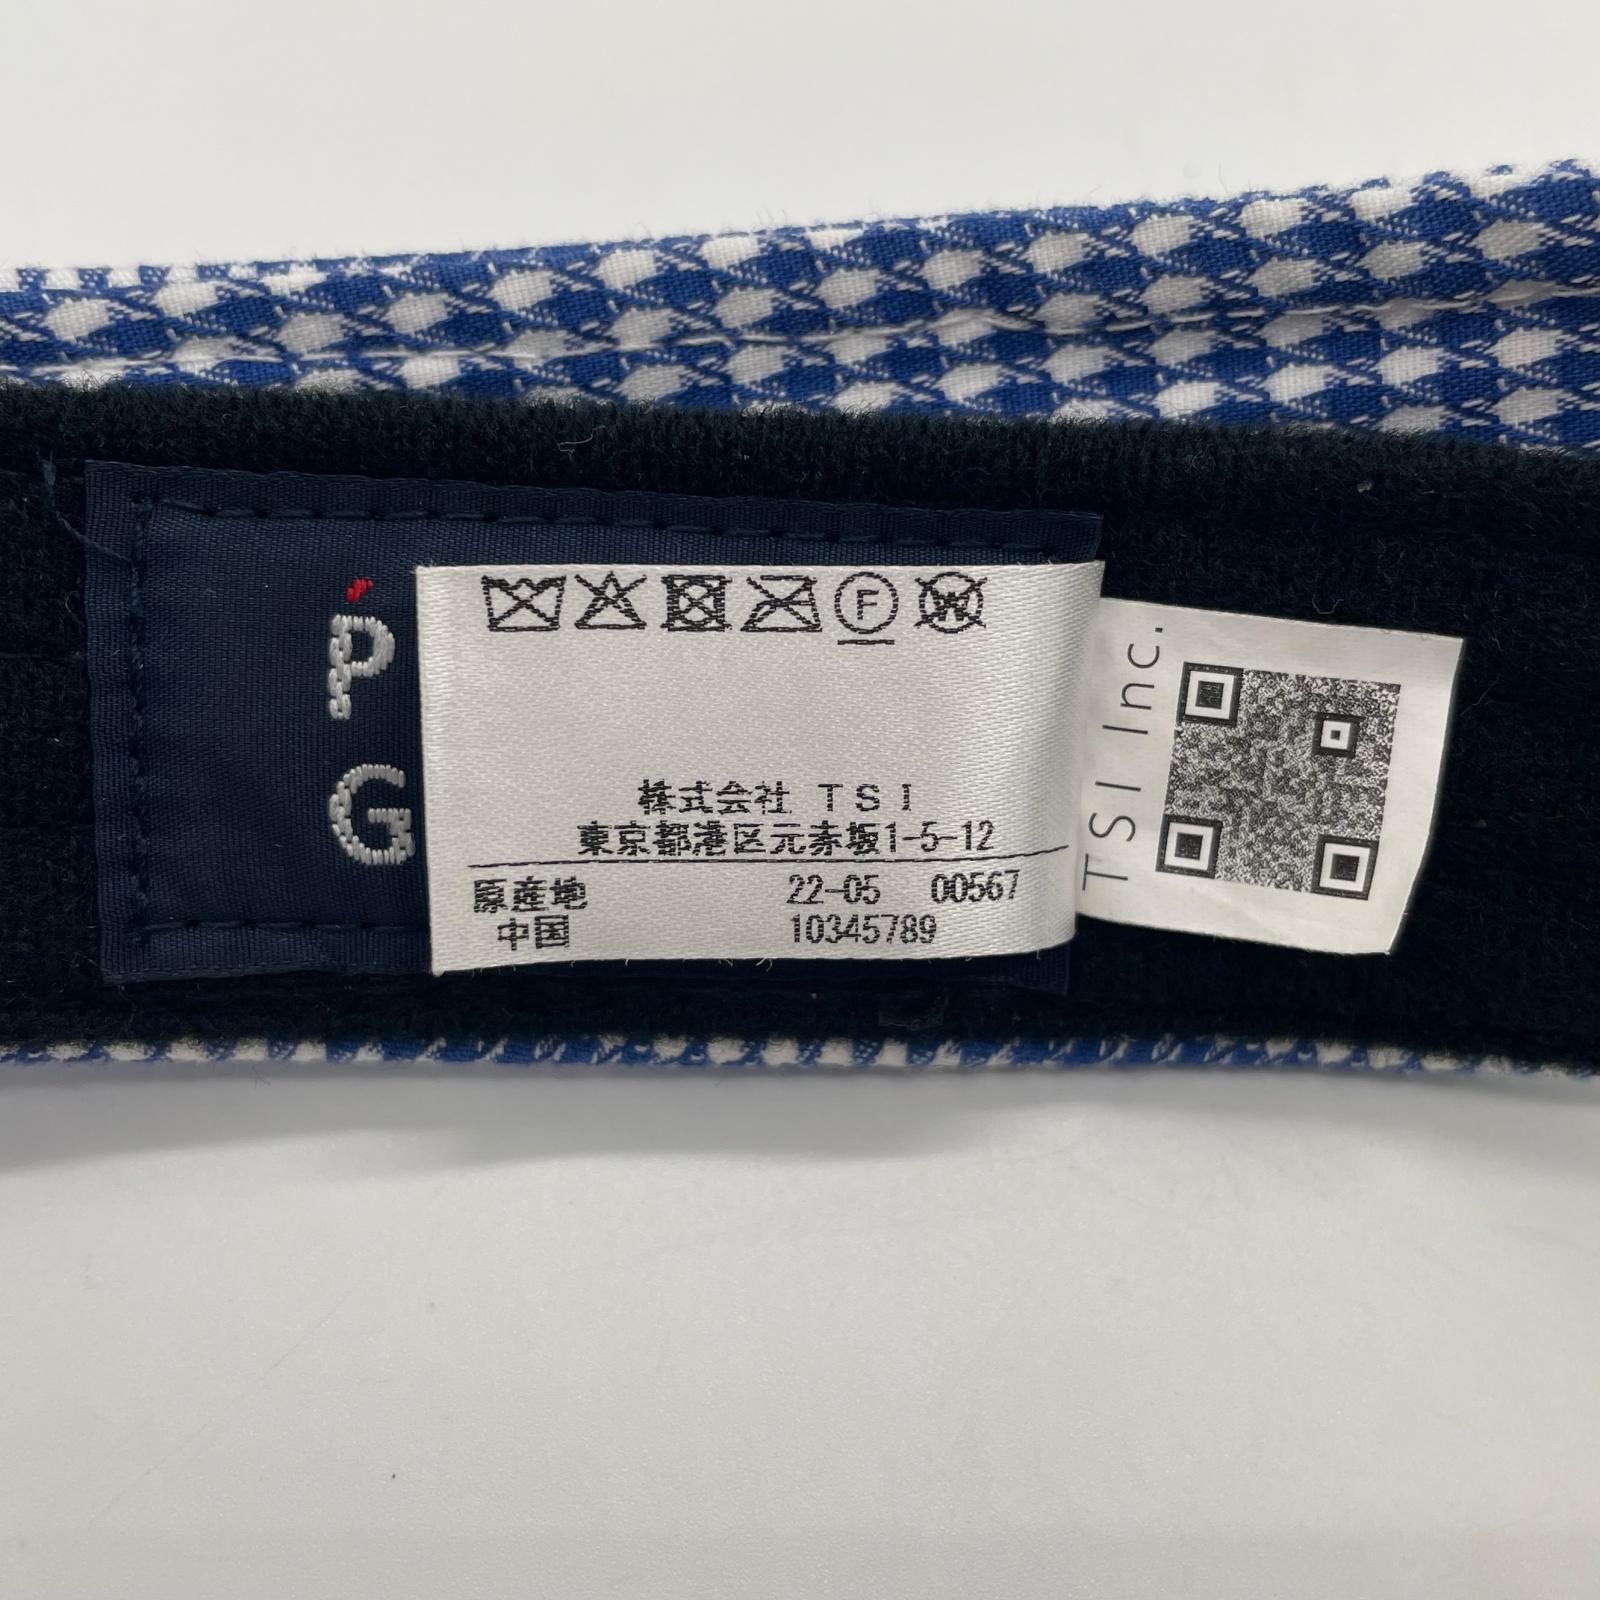 P
G
F
W
株式会社 TSI
東京都港区元赤坂1-5-12
原産地 22-05 00567
中国 10345789
TSI Inc.